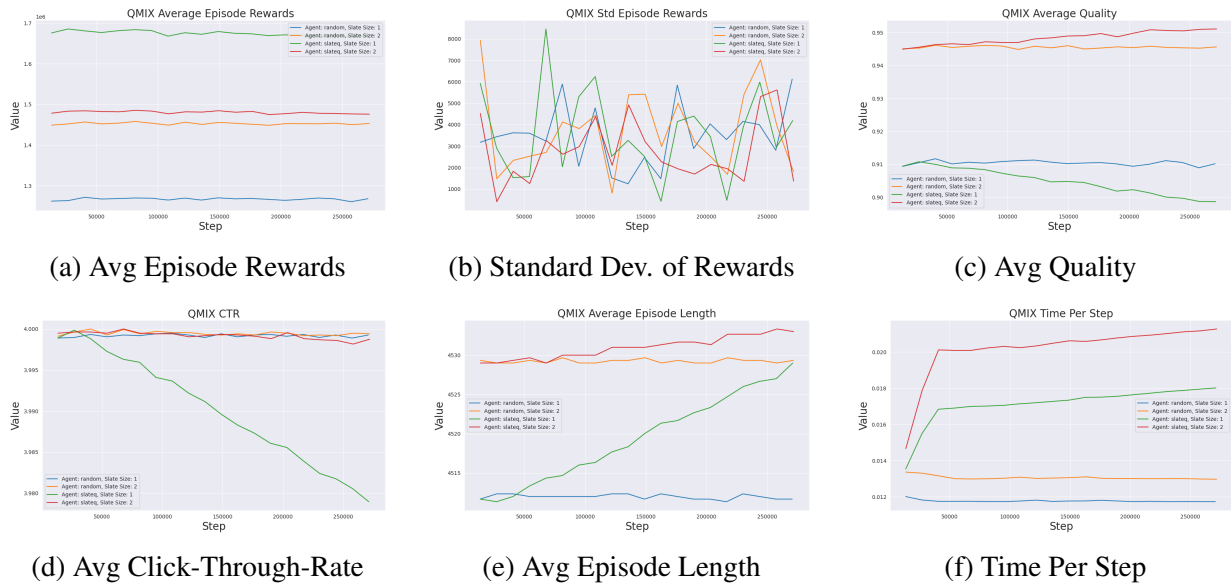 QMIX Average Episode Rewards
1e6
1.7
1.6
1.5
1.4
1.3
Value
50000 100000 150000 200000 250000
Step
Agent: random, Slate Size: 1
Agent: random, Slate Size: 2
Agent: slateq, Slate Size: 1
Agent: slateq, Slate Size: 2
(a) Avg Episode Rewards
QMIX Std Episode Rewards
8000
7000
6000
5000
4000
3000
2000
1000
Value
50000 100000 150000 200000 250000
Step
Agent: random, Slate Size: 1
Agent: random, Slate Size: 2
Agent: slateq, Slate Size: 1
Agent: slateq, Slate Size: 2
(b) Standard Dev. of Rewards
QMIX Average Quality
0.95
0.94
0.93
0.92
0.91
0.90
Value
50000 100000 150000 200000 250000
Step
Agent: random, Slate Size: 1
Agent: random, Slate Size: 2
Agent: slateq, Slate Size: 1
Agent: slateq, Slate Size: 2
(c) Avg Quality
QMIX CTR
4.000
3.995
3.990
3.985
3.980
Value
50000 100000 150000 200000 250000
Step
Agent: random, Slate Size: 1
Agent: random, Slate Size: 2
Agent: slateq, Slate Size: 1
Agent: slateq, Slate Size: 2
(d) Avg Click-Through-Rate
QMIX Average Episode Length
4530
4525
4520
4515
Value
50000 100000 150000 200000 250000
Step
Agent: random, Slate Size: 1
Agent: random, Slate Size: 2
Agent: slateq, Slate Size: 1
Agent: slateq, Slate Size: 2
(e) Avg Episode Length
QMIX Time Per Step
0.020
0.018
0.016
0.014
0.012
Value
50000 100000 150000 200000 250000
Step
Agent: random, Slate Size: 1
Agent: random, Slate Size: 2
Agent: slateq, Slate Size: 1
Agent: slateq, Slate Size: 2
(f) Time Per Step